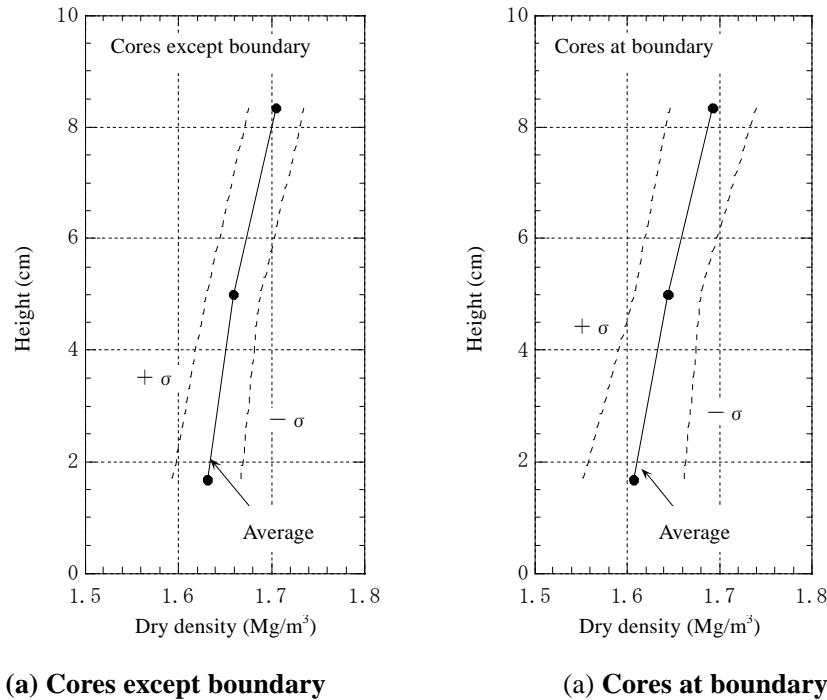 Cores except boundary
10
8
6
4
2
0
Height (cm)
+ σ
− σ
Average
1.5 1.6 1.7 1.8
Dry density (Mg/m³)
(a) Cores except boundary
Cores at boundary
10
8
6
4
2
0
Height (cm)
+ σ
− σ
Average
1.5 1.6 1.7 1.8
Dry density (Mg/m³)
(a) Cores at boundary